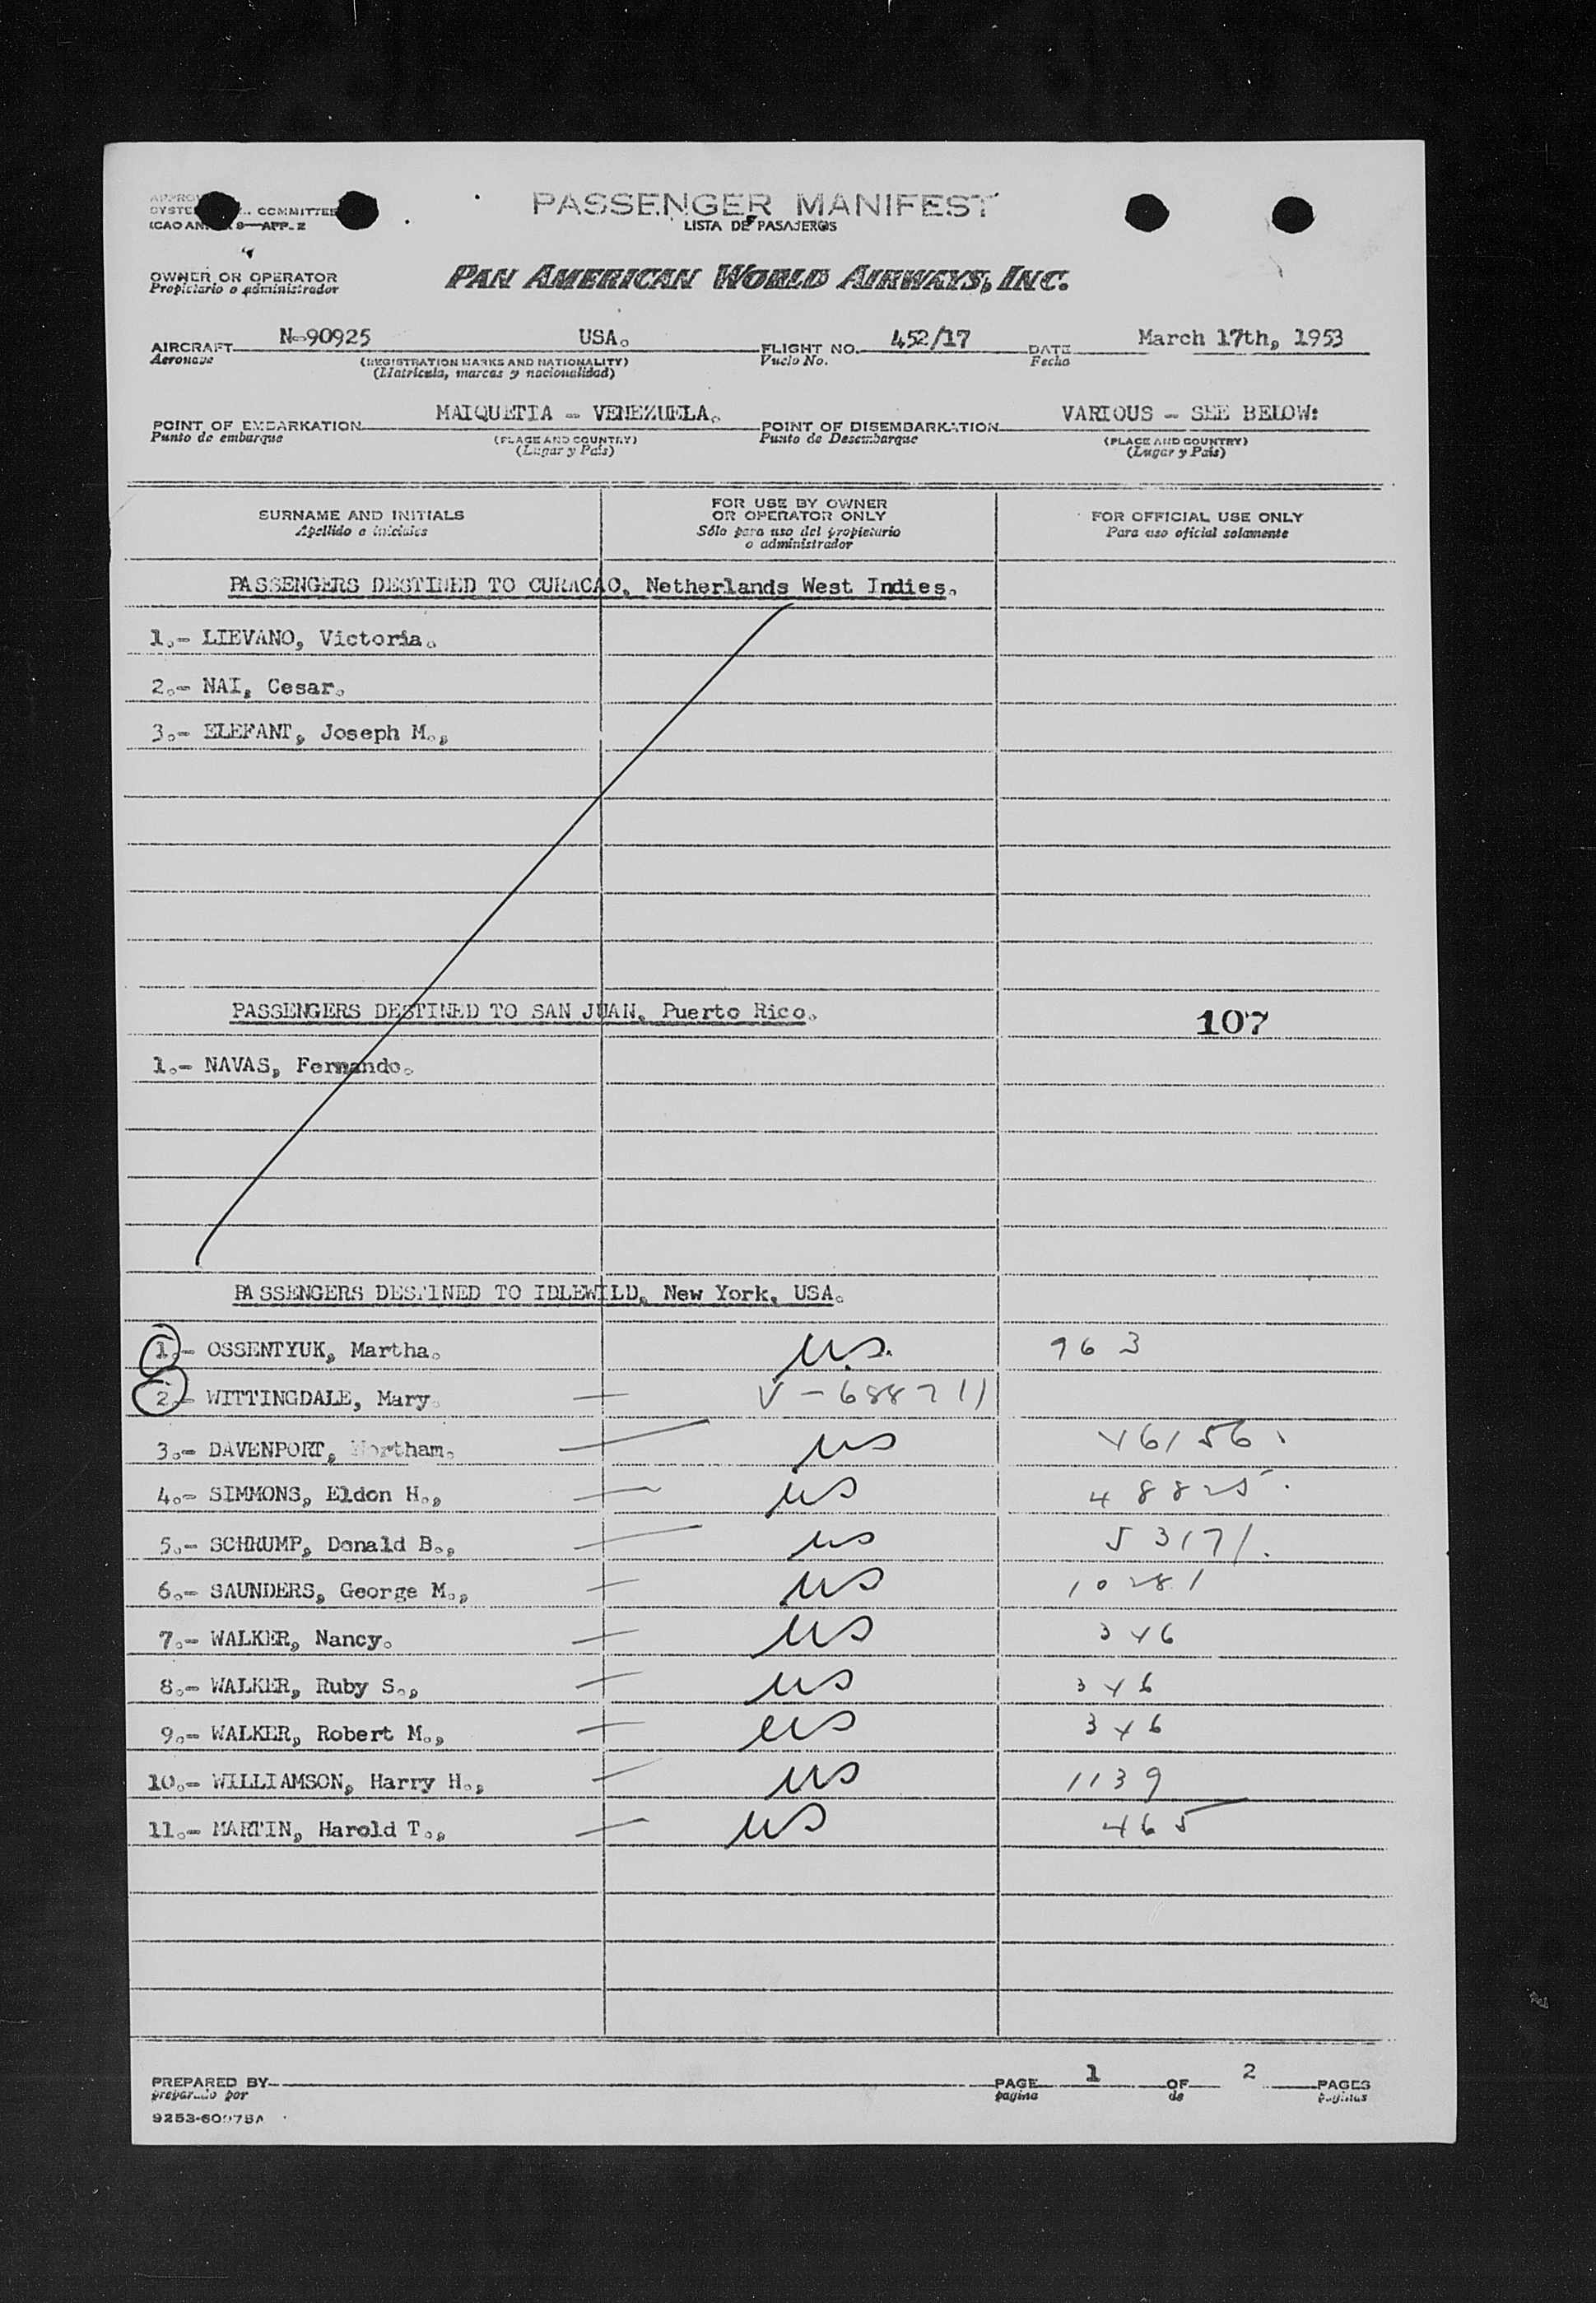 PASSENGER MANIFEST
LISTA DE PASAJEROS
COMMITTEE
APP. 2
OWNER OR OPERATOR
Propietario o administrador
PAN AMERICAN WORLD AIRWAYS, INC.
AIRCRAFT N-90925 USA. FLIGHT NO. 452/17 DATE March 17th, 1953
Aeronave (REGISTRATION MARKS AND NATIONALITY) Vuelo No. Fecha
(Matricula, marcas y nacionalidad)
POINT OF EMBARKATION MAIQUETIA - VENEZUELA. POINT OF DISEMBARKATION VARIOUS - SEE BELOW:
Punto de embarque (PLACE AND COUNTRY) Punto de Desembarque (PLACE AND COUNTRY)
(Lugar y País) (Lugar y País)
SURNAME AND INITIALS FOR USE BY OWNER OR OPERATOR ONLY FOR OFFICIAL USE ONLY
Apellido e iniciales Sólo para uso del propietario o administrador Para uso oficial solamente
PASSENGERS DESTINED TO CURACAO, Netherlands West Indies.
1.- LIEVANO, Victoria.
2.- NAI, Cesar.
3.- ELEFANT, Joseph M.,
PASSENGERS DESTINED TO SAN JUAN, Puerto Rico.
107
1.- NAVAS, Fernando.
PASSENGERS DESTINED TO IDLEWILD, New York, USA.
1.- OSSENTYUK, Martha. U.S. 963
2.- WITTINGDALE, Mary. V-688711
3.- DAVENPORT, Wortham. US 46156.
4.- SIMMONS, Eldon H., US 48825.
5.- SCHRUMP, Donald B., US 53171.
6.- SAUNDERS, George M., US 10281
7.- WALKER, Nancy. US 346
8.- WALKER, Ruby S., US 346
9.- WALKER, Robert M., US 346
10.- WILLIAMSON, Harry H., US 1139
11.- MARTIN, Harold T., US 465
PREPARED BY PAGE 1 OF 2 PAGES
preparado por pagina de paginas